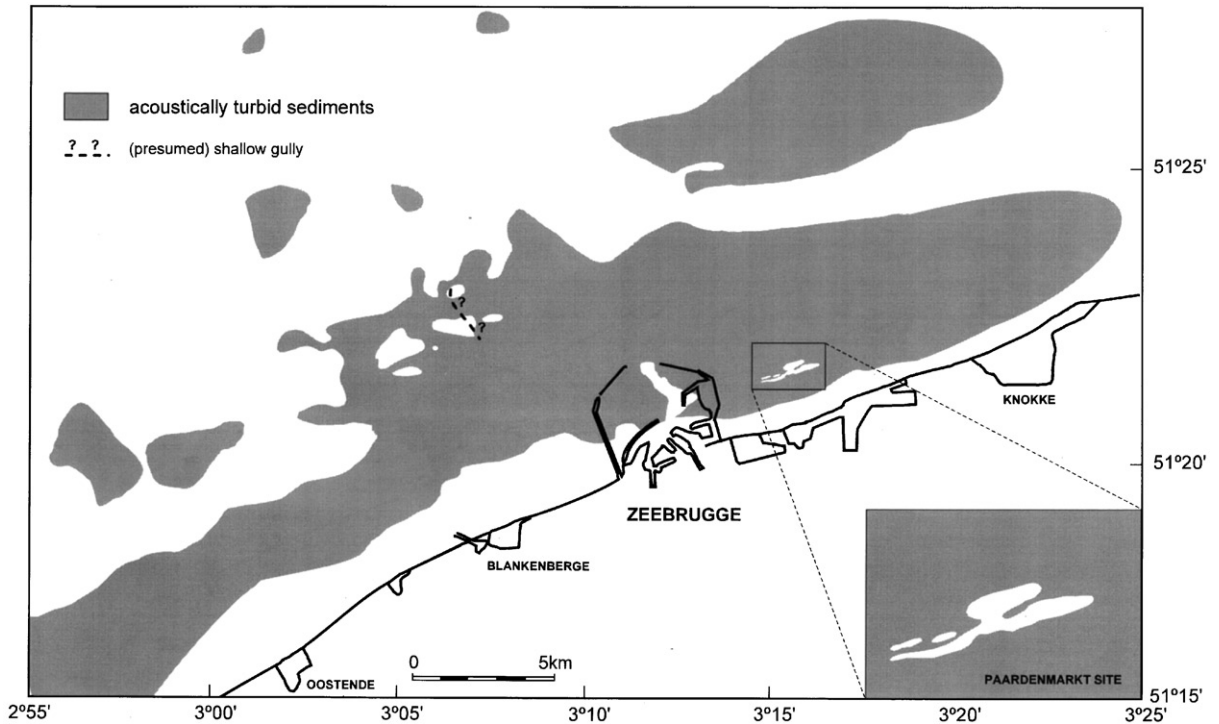 acoustically turbid sediments
? ?
(presumed) shallow gully
51º25'
?
?
KNOKKE
51º20'
ZEEBRUGGE
BLANKENBERGE
0 5km
OOSTENDE
PAARDENMARKT SITE
51º15'
2º55' 3º00' 3º05' 3º10' 3º15' 3º20' 3º25'